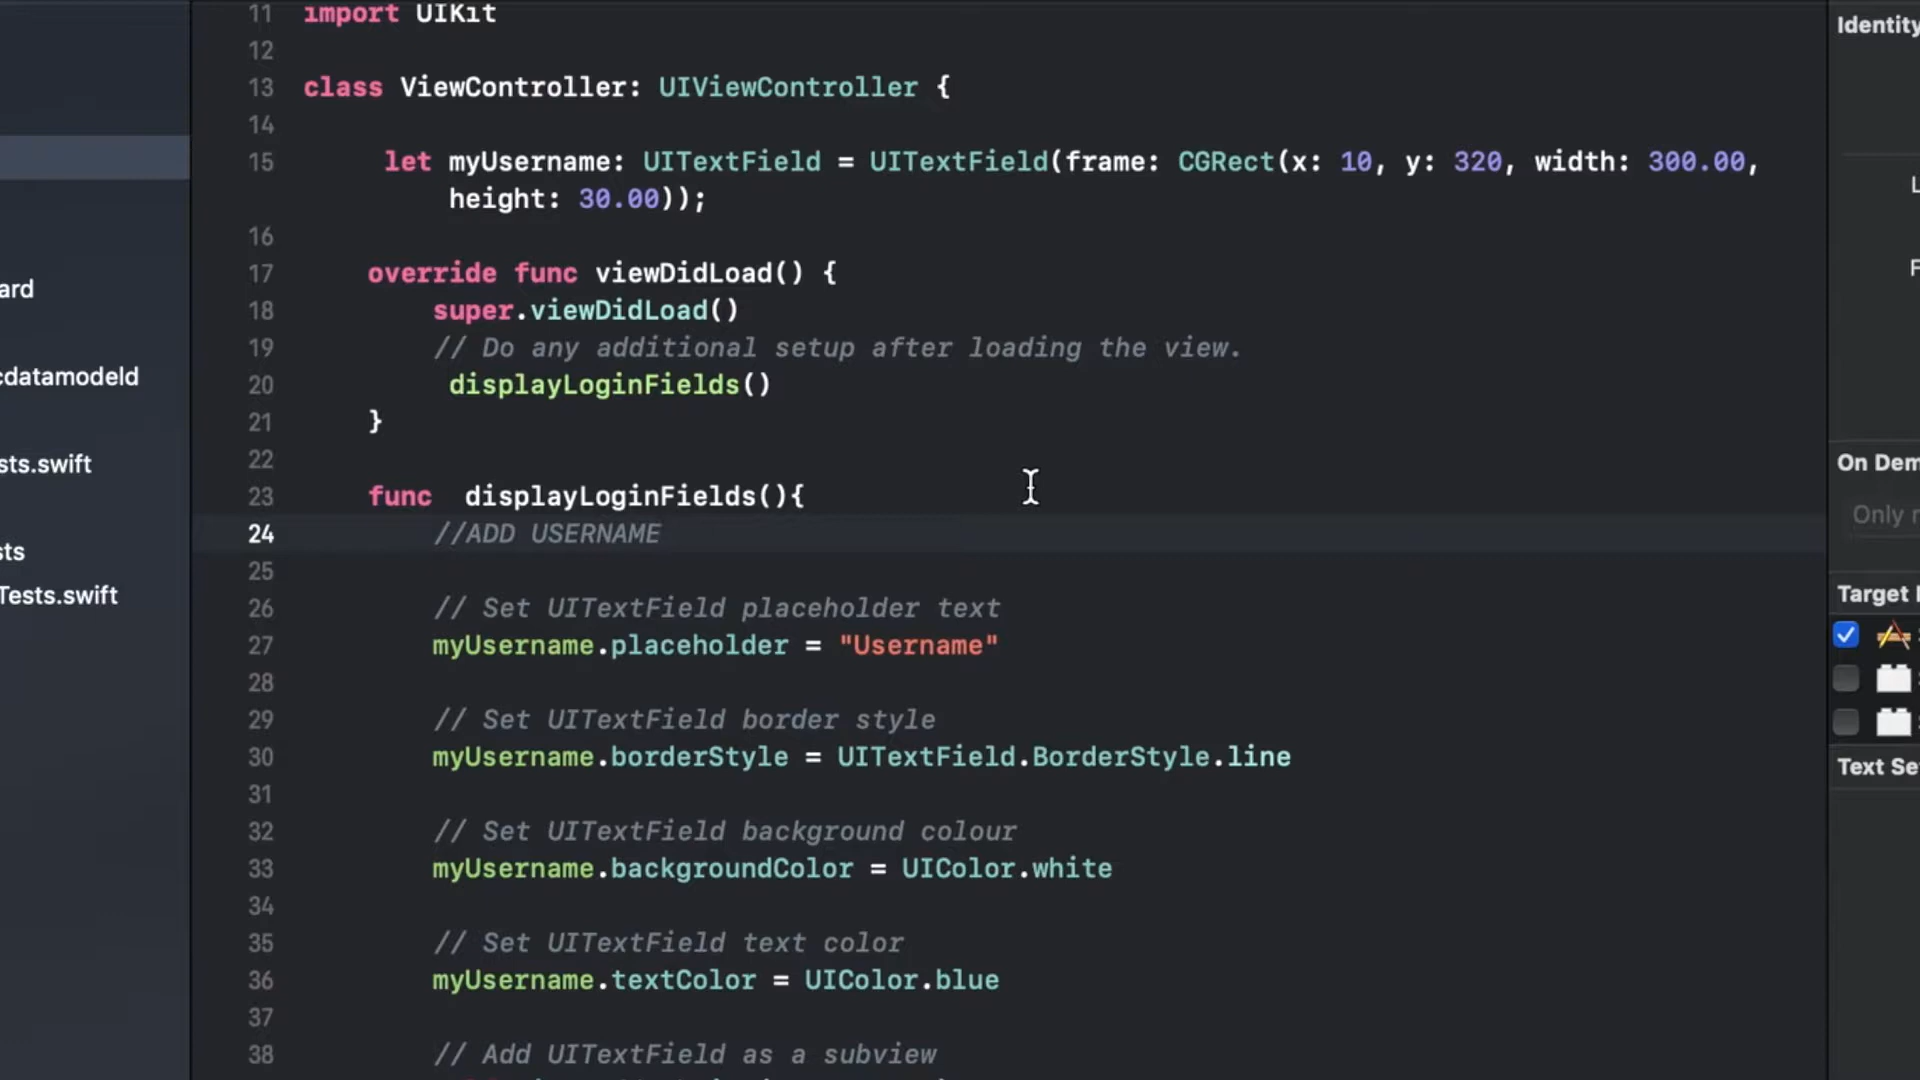 11 import UIKit
12
13 class ViewController: UIViewController {
14
15 let myUsername: UITextField = UITextField(frame: CGRect(x: 10, y: 320, width: 300.00,
height: 30.00));
16
17 override func viewDidLoad() {
18 super.viewDidLoad()
19 // Do any additional setup after loading the view.
20 displayLoginFields()
21 }
22
23 func  displayLoginFields(){
24 //ADD USERNAME
25
26 // Set UITextField placeholder text
27 myUsername.placeholder = "Username"
28
29 // Set UITextField border style
30 myUsername.borderStyle = UITextField.BorderStyle.line
31
32 // Set UITextField background colour
33 myUsername.backgroundColor = UIColor.white
34
35 // Set UITextField text color
36 myUsername.textColor = UIColor.blue
37
38 // Add UITextField as a subview
ard
cdatamodeld
sts.swift
sts
Tests.swift
Identity
L
F
On Dem
Only r
Target
Text Se